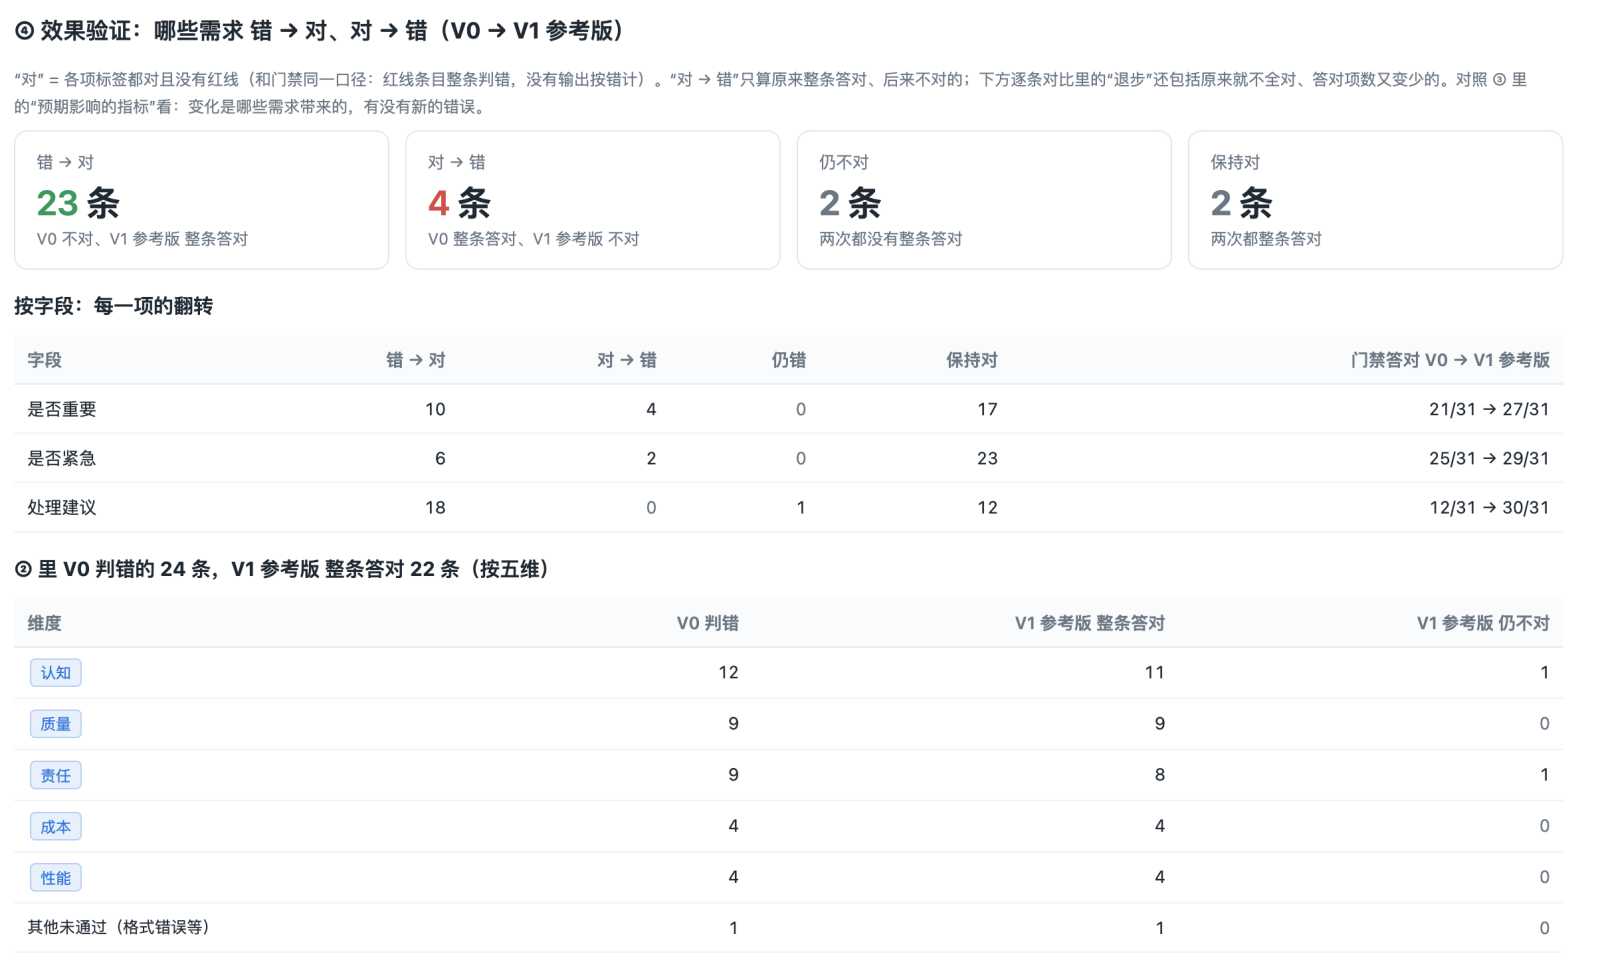 ④ 效果验证：哪些需求 错 → 对、对 → 错（V0 → V1 参考版）
“对” = 各项标签都对且没有红线（和门禁同一口径：红线条目整条判错，没有输出按错计）。“对 → 错”只算原来整条答对、后来不对的；下方逐条对比里的“退步”还包括原来就不全对、答对项数又变少的。对照 ③ 里
的“预期影响的指标”看：变化是哪些需求带来的，有没有新的错误。
错 → 对
23 条
V0 不对、V1 参考版 整条答对
对 → 错
4 条
V0 整条答对、V1 参考版 不对
仍不对
2 条
两次都没有整条答对
保持对
2 条
两次都整条答对
按字段：每一项的翻转
字段 错 → 对 对 → 错 仍错 保持对 门禁答对 V0 → V1 参考版
是否重要 10 4 0 17 21/31 → 27/31
是否紧急 6 2 0 23 25/31 → 29/31
处理建议 18 0 1 12 12/31 → 30/31
② 里 V0 判错的 24 条，V1 参考版 整条答对 22 条（按五维）
维度 V0 判错 V1 参考版 整条答对 V1 参考版 仍不对
认知 12 11 1
质量 9 9 0
责任 9 8 1
成本 4 4 0
性能 4 4 0
其他未通过（格式错误等） 1 1 0